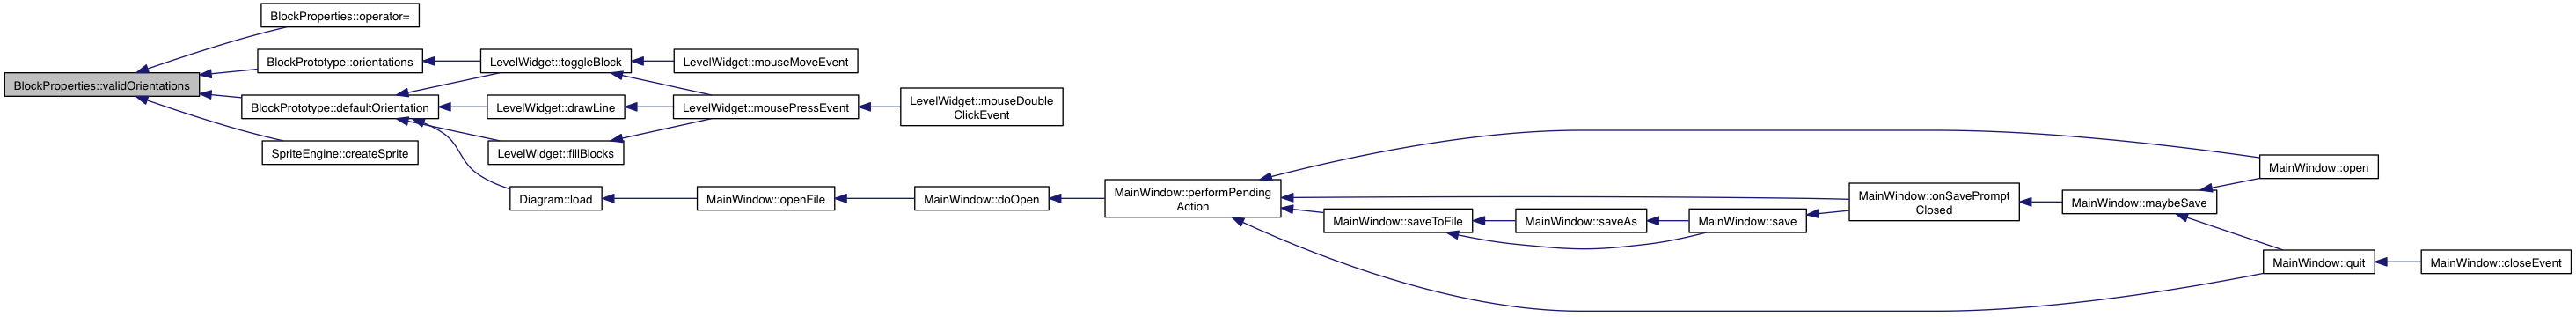 BlockProperties::operator=
BlockProperties::validOrientations
BlockPrototype::orientations
BlockPrototype::defaultOrientation
SpriteEngine::createSprite
LevelWidget::toggleBlock
LevelWidget::drawLine
LevelWidget::fillBlocks
Diagram::load
LevelWidget::mouseMoveEvent
LevelWidget::mousePressEvent
MainWindow::openFile
LevelWidget::mouseDouble
ClickEvent
MainWindow::doOpen
MainWindow::performPending
Action
MainWindow::saveToFile
MainWindow::saveAs
MainWindow::save
MainWindow::onSavePrompt
Closed
MainWindow::maybeSave
MainWindow::open
MainWindow::quit
MainWindow::closeEvent